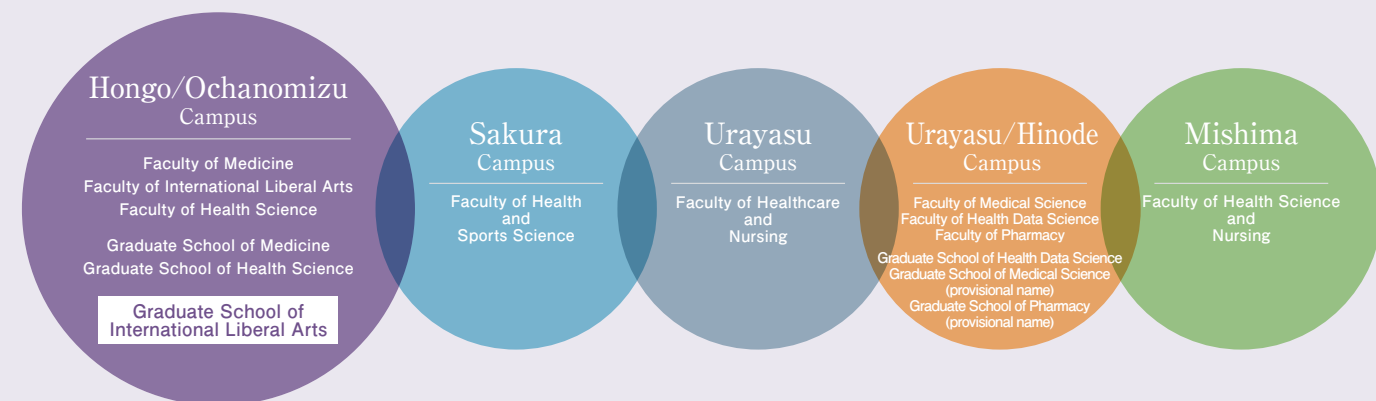 Hongo/Ochanomizu
Campus
Faculty of Medicine
Faculty of International Liberal Arts
Faculty of Health Science
Graduate School of Medicine
Graduate School of Health Science
Graduate School of
International Liberal Arts
Sakura
Campus
Faculty of Health
and
Sports Science
Urayasu
Campus
Faculty of Healthcare
and
Nursing
Urayasu/Hinode
Campus
Faculty of Medical Science
Faculty of Health Data Science
Faculty of Pharmacy
Graduate School of Health Data Science
Graduate School of Medical Science
(provisional name)
Graduate School of Pharmacy
(provisional name)
Mishima
Campus
Faculty of Health Science
and
Nursing